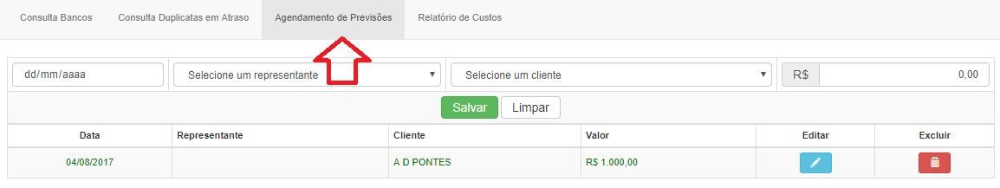 Consulta Bancos Consulta Duplicatas em Atraso Agendamento de Previsões Relatório de Custos
dd/mm/aaaa Selecione um representante Selecione um cliente R$ 0,00
Salvar Limpar
Data Representante Cliente Valor Editar Excluir
04/08/2017 A D PONTES R$ 1.000,00